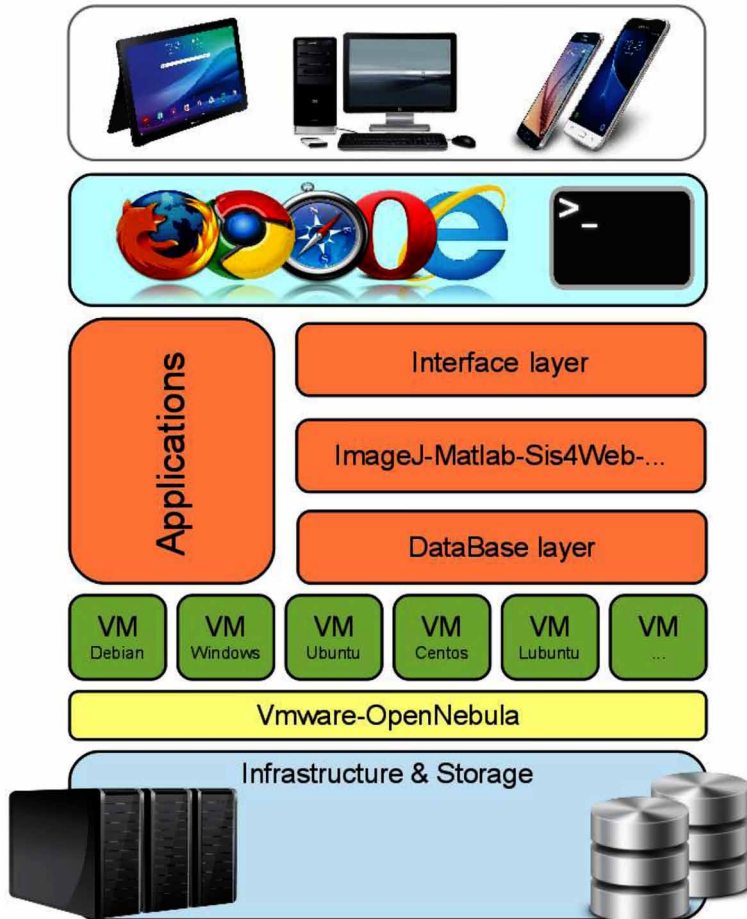 >_
Applications
Interface layer
ImageJ-Matlab-Sis4Web-...
DataBase layer
VM
Debian
VM
Windows
VM
Ubuntu
VM
Centos
VM
Lubuntu
VM
...
Vmware-OpenNebula
Infrastructure & Storage